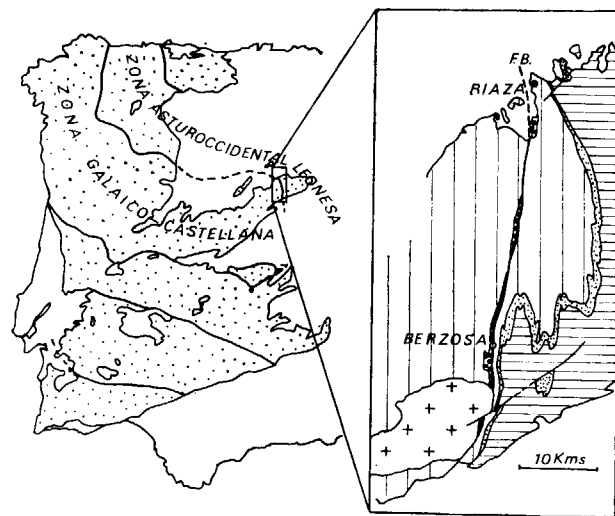 ZONA ASTUROCCIDENTAL LEONESA
ZONA GALAICO CASTELLANA
F.B.
RIAZA
BERZOSA
10 Kms